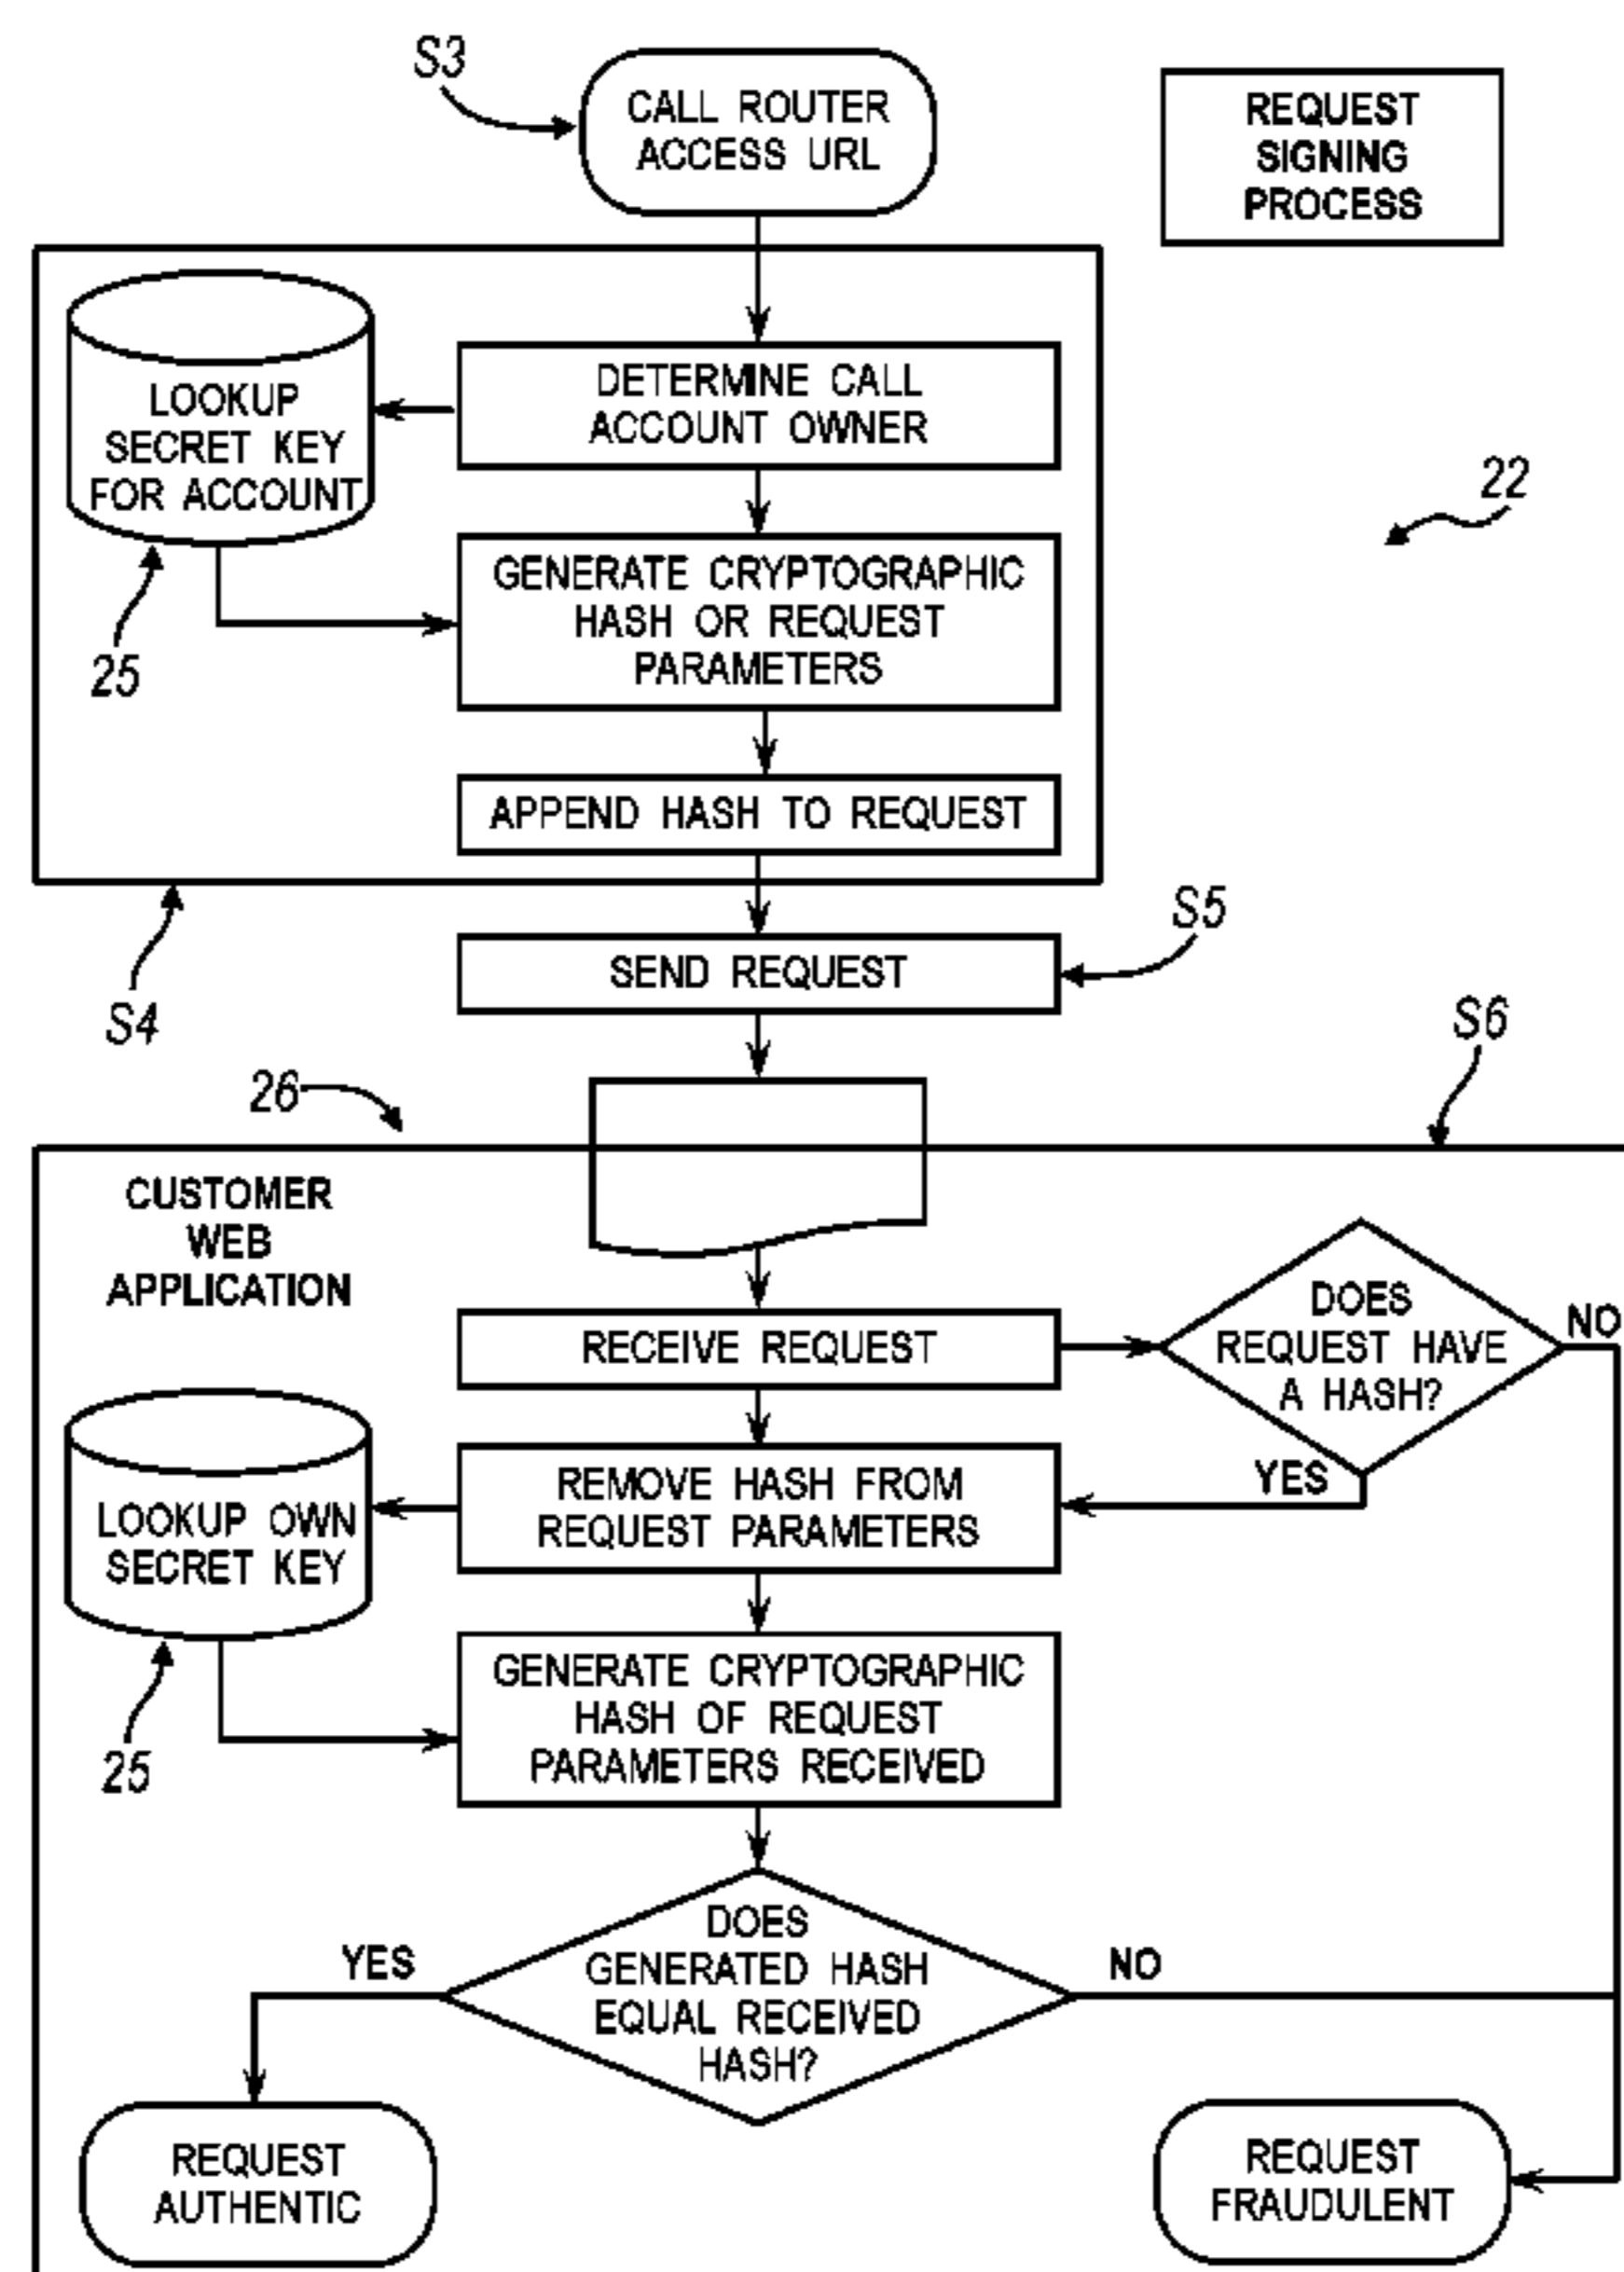 S3
CALL ROUTER
ACCESS URL
REQUEST
SIGNING
PROCESS
LOOKUP
SECRET KEY
FOR ACCOUNT
DETERMINE CALL
ACCOUNT OWNER
22
GENERATE CRYPTOGRAPHIC
HASH OR REQUEST
PARAMETERS
25
APPEND HASH TO REQUEST
S4
SEND REQUEST
S5
26
S6
CUSTOMER
WEB
APPLICATION
RECEIVE REQUEST
DOES
REQUEST HAVE
A HASH?
NO
YES
REMOVE HASH FROM
REQUEST PARAMETERS
LOOKUP OWN
SECRET KEY
25
GENERATE CRYPTOGRAPHIC
HASH OF REQUEST
PARAMETERS RECEIVED
DOES
GENERATED HASH
EQUAL RECEIVED
HASH?
YES
NO
REQUEST
AUTHENTIC
REQUEST
FRAUDULENT